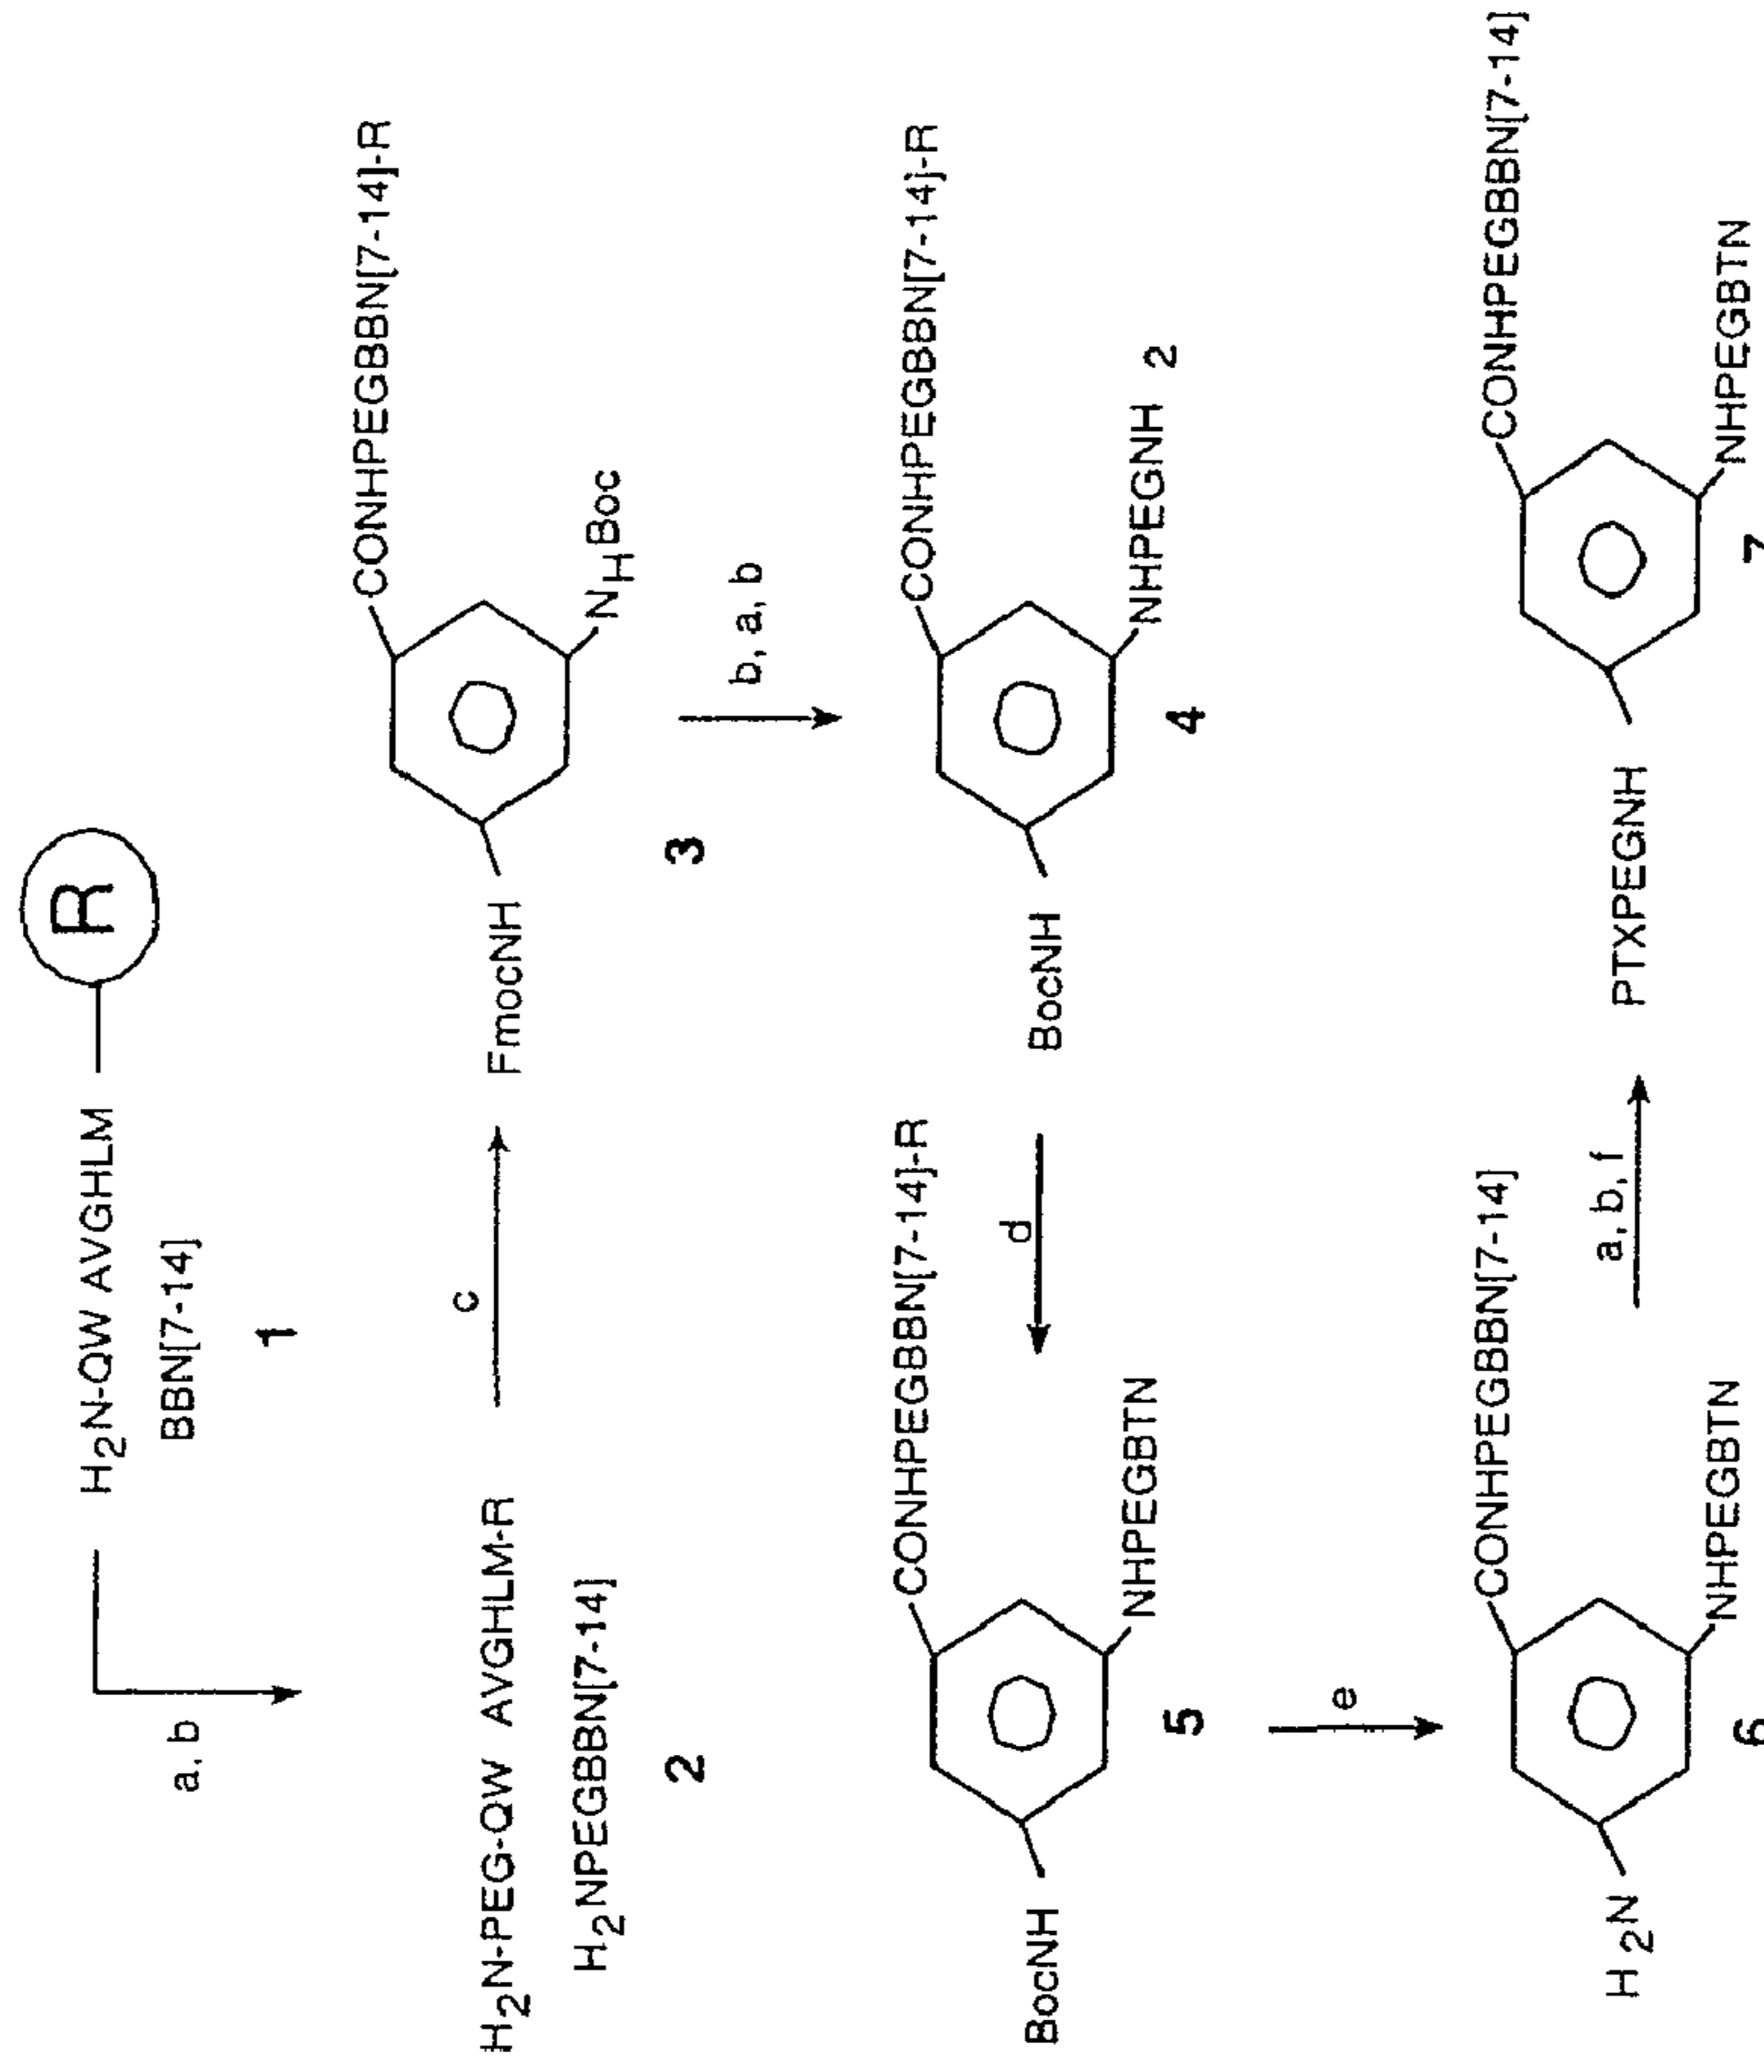 H2N-QW AVGHLM
R
BBN[7-14]
1
a, b
H2N-PEG-QW AVGHLM-R
H2NPEGBBN[7-14]
2
c
FmocNH
CONHPEGBBN[7-14]-R
NHBoc
3
b, a, b
BocNH
CONHPEGBBN[7-14]-R
NHPEGNH 2
4
d
BocNH
CONHPEGBBN[7-14]-R
NHPEGBTN
5
e
H2N
CONHPEGBBN[7-14]
NHPEGBTN
6
a, b, f
PTXPEGNH
CONHPEGBBN[7-14]
NHPEGBTN
7